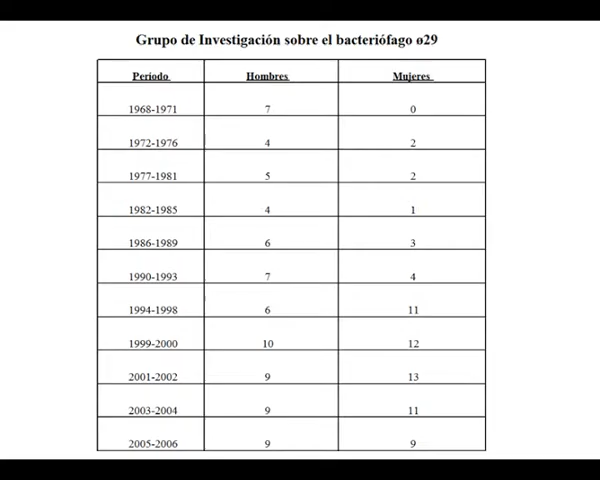 Grupo de Investigación sobre el bacteriófago ø29
Período Hombres Mujeres
1968-1971 7 0
1972-1976 4 2
1977-1981 5 2
1982-1985 4 1
1986-1989 6 3
1990-1993 7 4
1994-1998 6 11
1999-2000 10 12
2001-2002 9 13
2003-2004 9 11
2005-2006 9 9